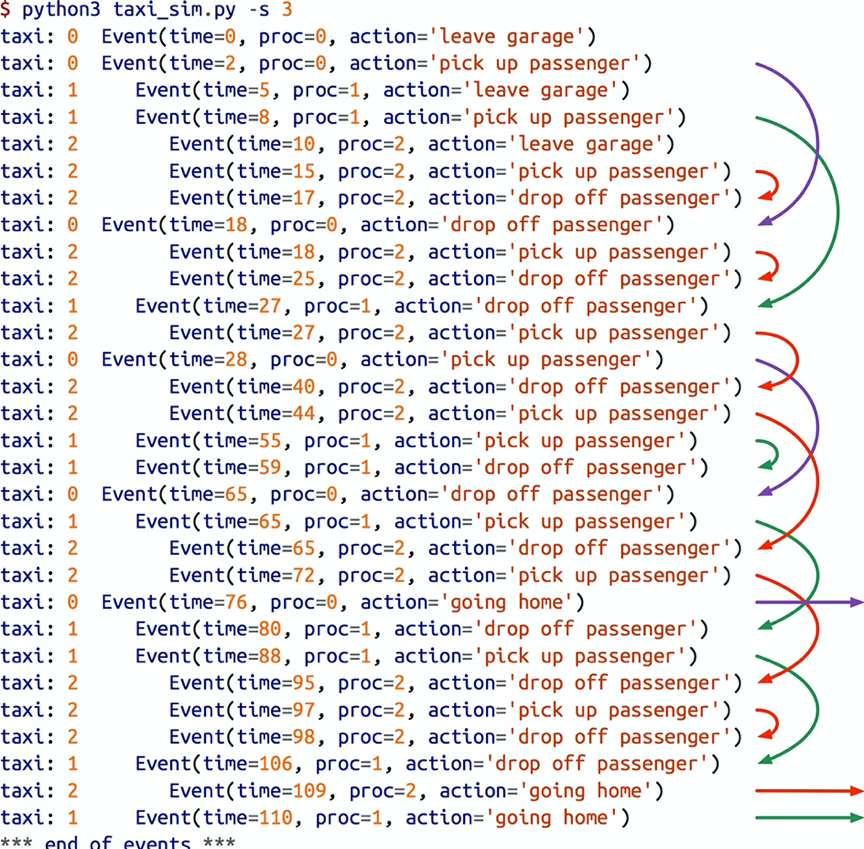 $ python3 taxi_sim.py -s 3
taxi: 0  Event(time=0, proc=0, action='leave garage')
taxi: 0  Event(time=2, proc=0, action='pick up passenger')
taxi: 1     Event(time=5, proc=1, action='leave garage')
taxi: 1     Event(time=8, proc=1, action='pick up passenger')
taxi: 2        Event(time=10, proc=2, action='leave garage')
taxi: 2        Event(time=15, proc=2, action='pick up passenger')
taxi: 2        Event(time=17, proc=2, action='drop off passenger')
taxi: 0  Event(time=18, proc=0, action='drop off passenger')
taxi: 2        Event(time=18, proc=2, action='pick up passenger')
taxi: 2        Event(time=25, proc=2, action='drop off passenger')
taxi: 1     Event(time=27, proc=1, action='drop off passenger')
taxi: 2        Event(time=27, proc=2, action='pick up passenger')
taxi: 0  Event(time=28, proc=0, action='pick up passenger')
taxi: 2        Event(time=40, proc=2, action='drop off passenger')
taxi: 2        Event(time=44, proc=2, action='pick up passenger')
taxi: 1     Event(time=55, proc=1, action='pick up passenger')
taxi: 1     Event(time=59, proc=1, action='drop off passenger')
taxi: 0  Event(time=65, proc=0, action='drop off passenger')
taxi: 1     Event(time=65, proc=1, action='pick up passenger')
taxi: 2        Event(time=65, proc=2, action='drop off passenger')
taxi: 2        Event(time=72, proc=2, action='pick up passenger')
taxi: 0  Event(time=76, proc=0, action='going home')
taxi: 1     Event(time=80, proc=1, action='drop off passenger')
taxi: 1     Event(time=88, proc=1, action='pick up passenger')
taxi: 2        Event(time=95, proc=2, action='drop off passenger')
taxi: 2        Event(time=97, proc=2, action='pick up passenger')
taxi: 2        Event(time=98, proc=2, action='drop off passenger')
taxi: 1     Event(time=106, proc=1, action='drop off passenger')
taxi: 2        Event(time=109, proc=2, action='going home')
taxi: 1     Event(time=110, proc=1, action='going home')
*** end of events ***